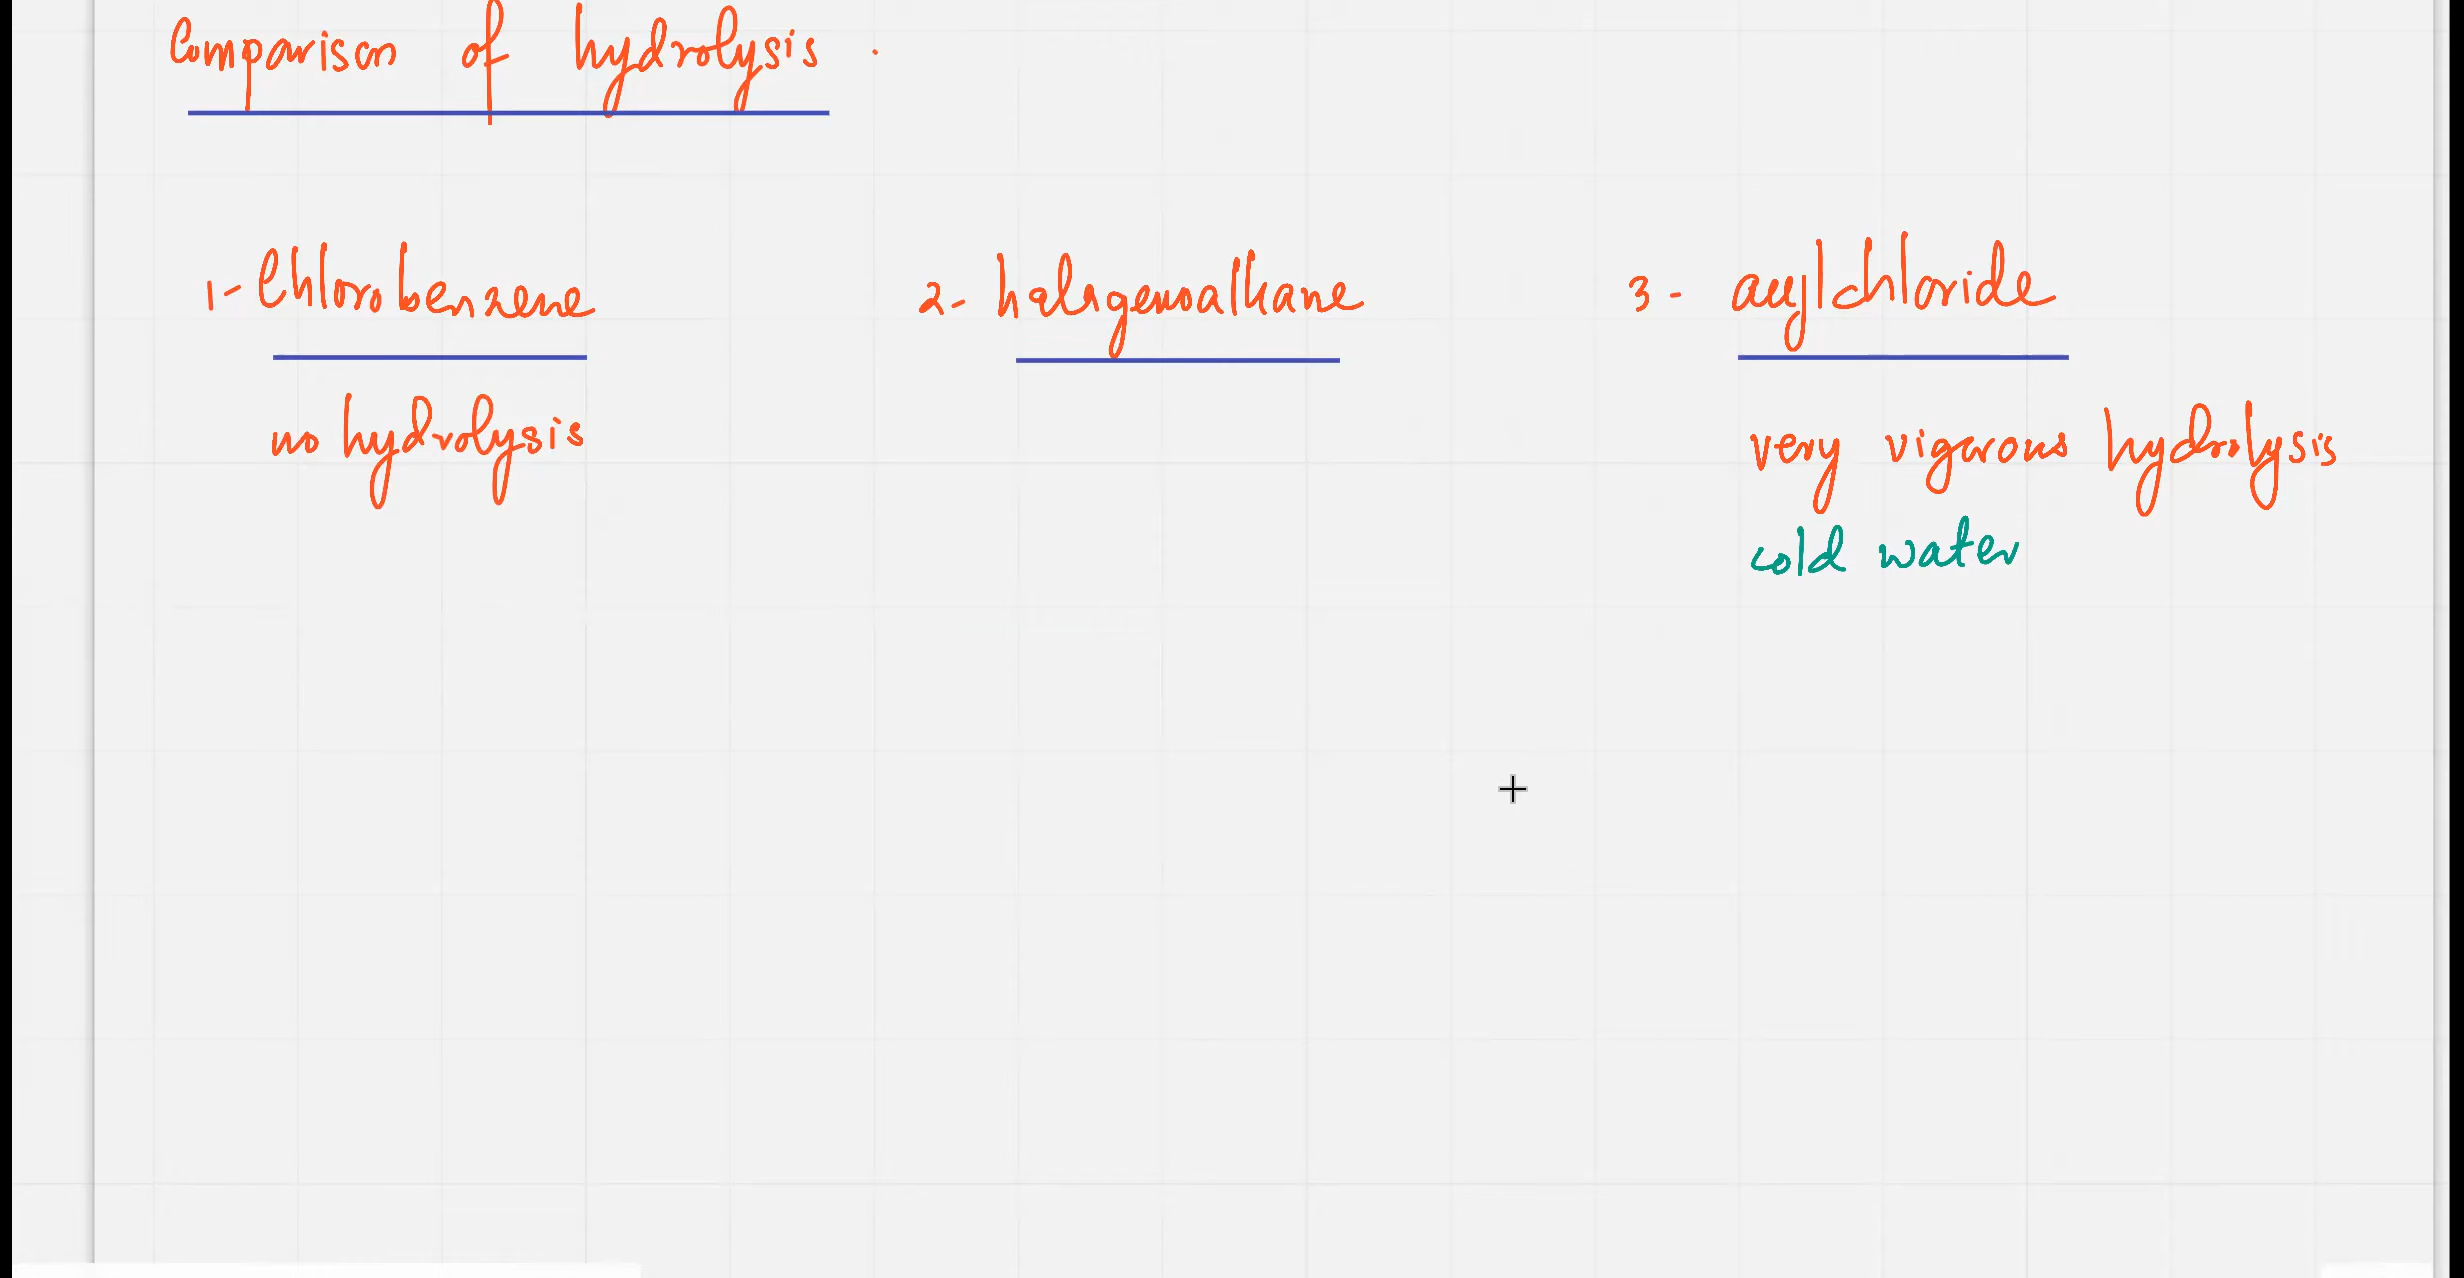 Comparison of hydrolysis .
1- Chlorobenzene
2- halogenoalkane
3- acylchloride
no hydrolysis
very vigorous hydrolysis
cold water